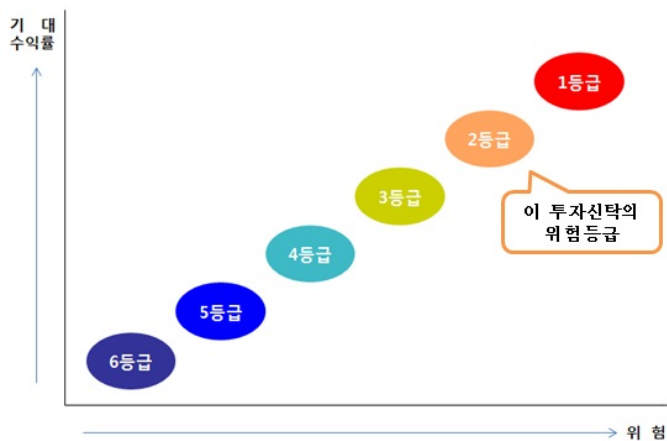 기 대
수익률
1등급
2등급
3등급
이 투자신탁의
위험등급
4등급
5등급
6등급
위 험